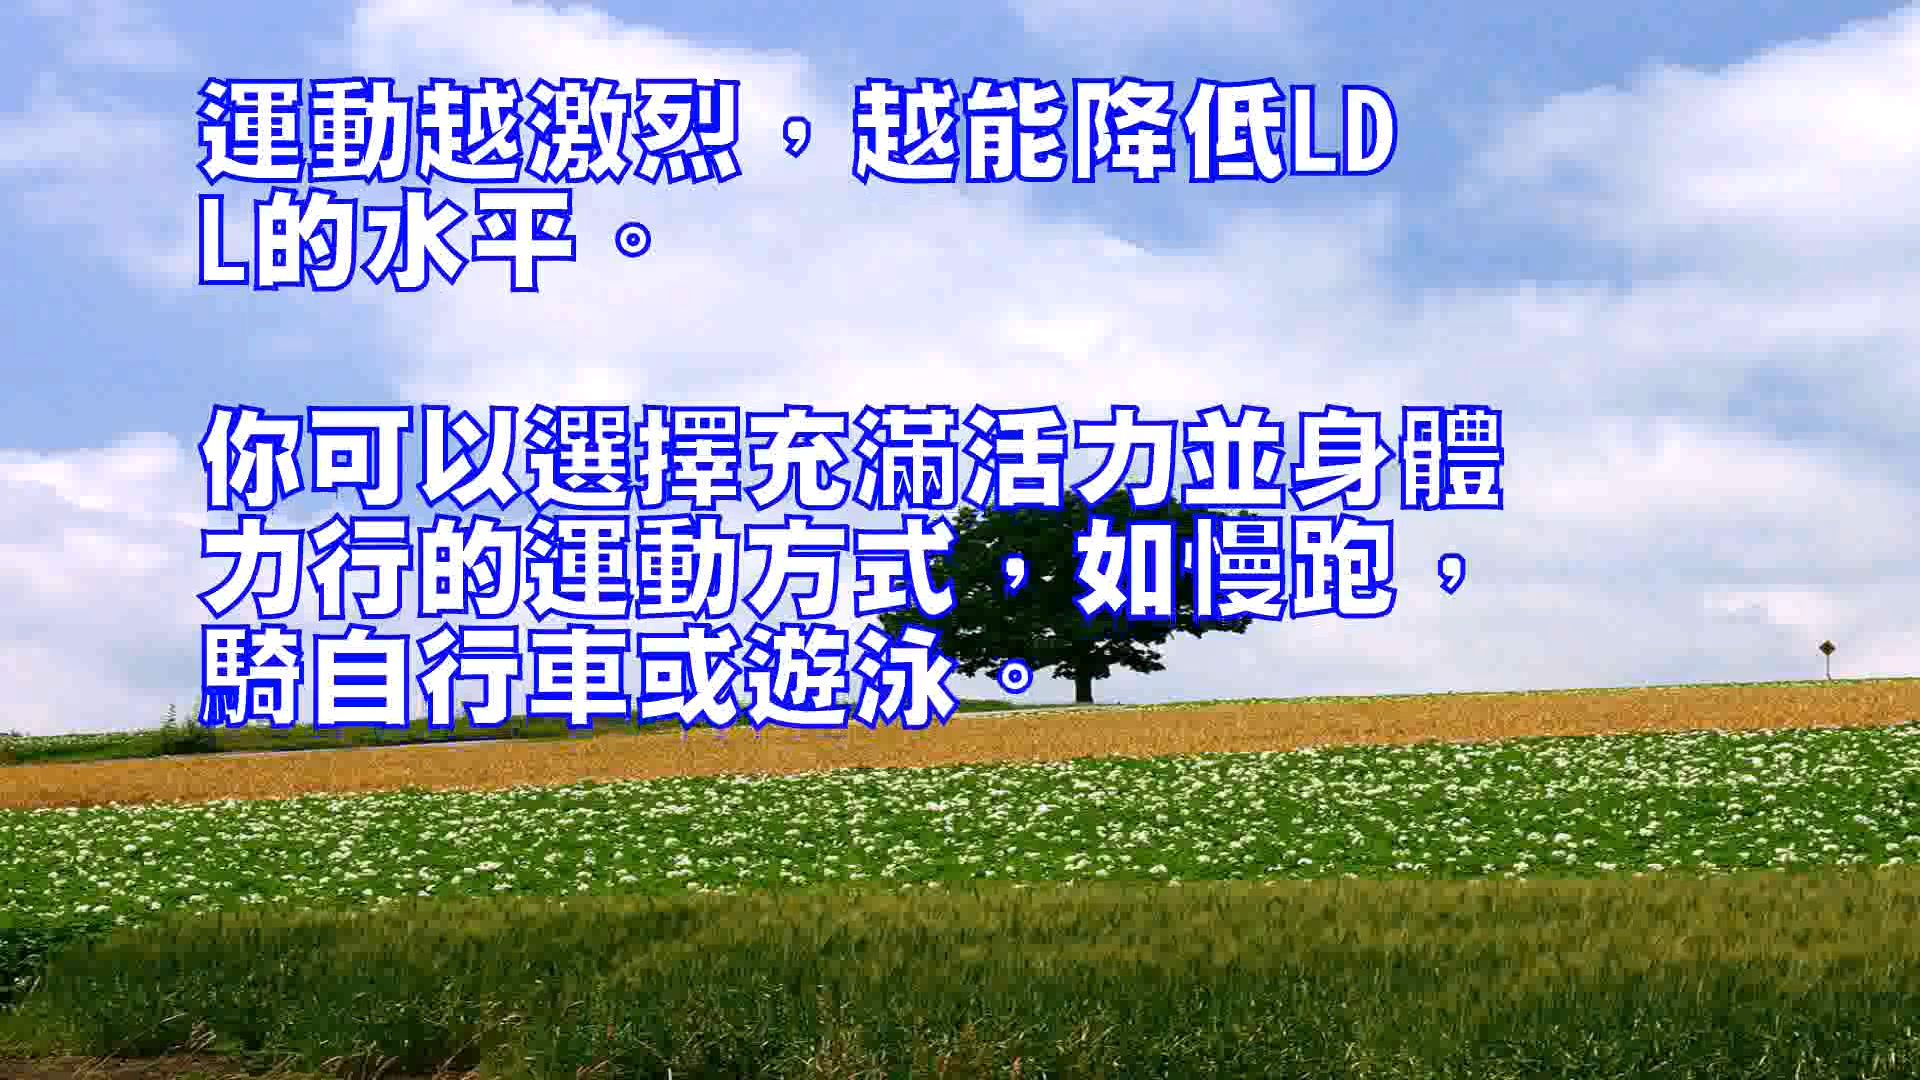 運動越激烈，越能降低LD
L的水平。
你可以選擇充滿活力並身體
力行的運動方式，如慢跑，
騎自行車或遊泳。